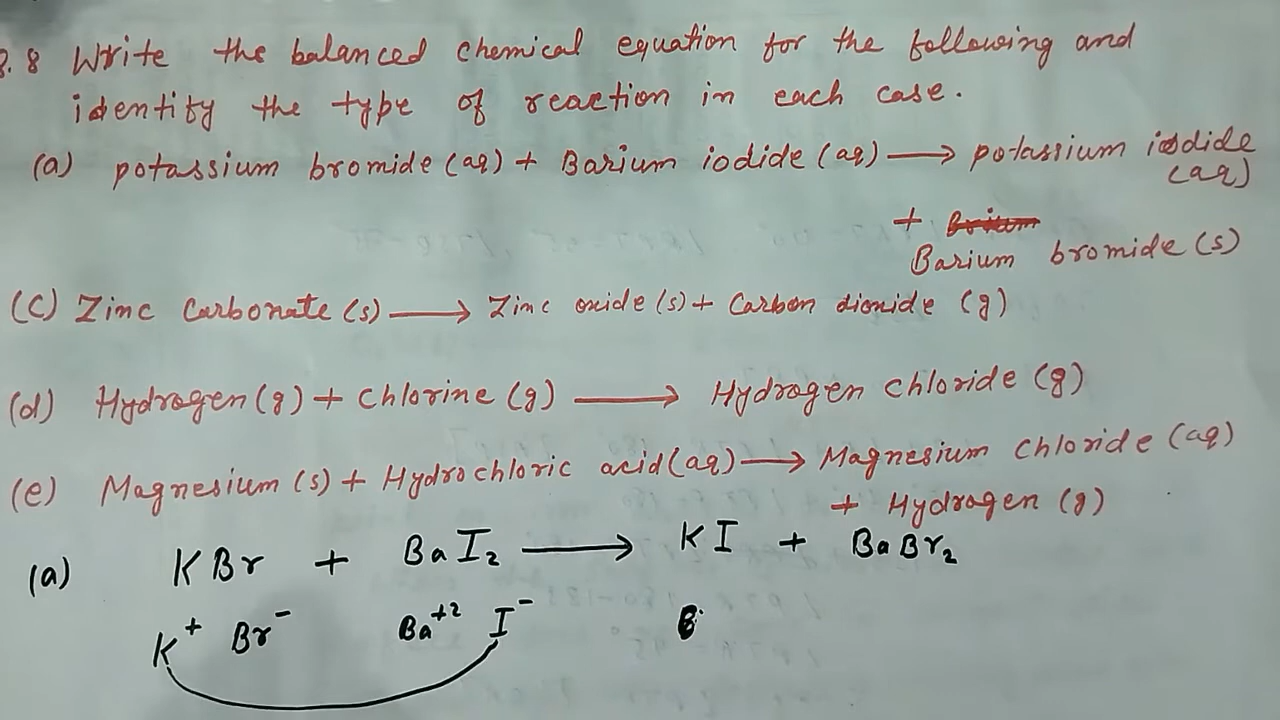 3.8 Write the balanced chemical equation for the following and
identify the type of reaction in each case.
(a) potassium bromide (aq) + Barium iodide (aq) ⟶ potassium iodide
(aq)
+
Barium bromide (s)
(C) Zinc Carbonate (s) ⟶ Zinc oxide (s) + Carbon dioxide (g)
(d) Hydrogen (g) + Chlorine (g) ⟶ Hydrogen chloride (g)
(e) Magnesium (s) + Hydrochloric acid (aq) ⟶ Magnesium chloride (aq)
+ Hydrogen (g)
(a) KBr + BaI₂ ⟶ KI + BaBr₂
K⁺ Br⁻ Ba⁺² I⁻